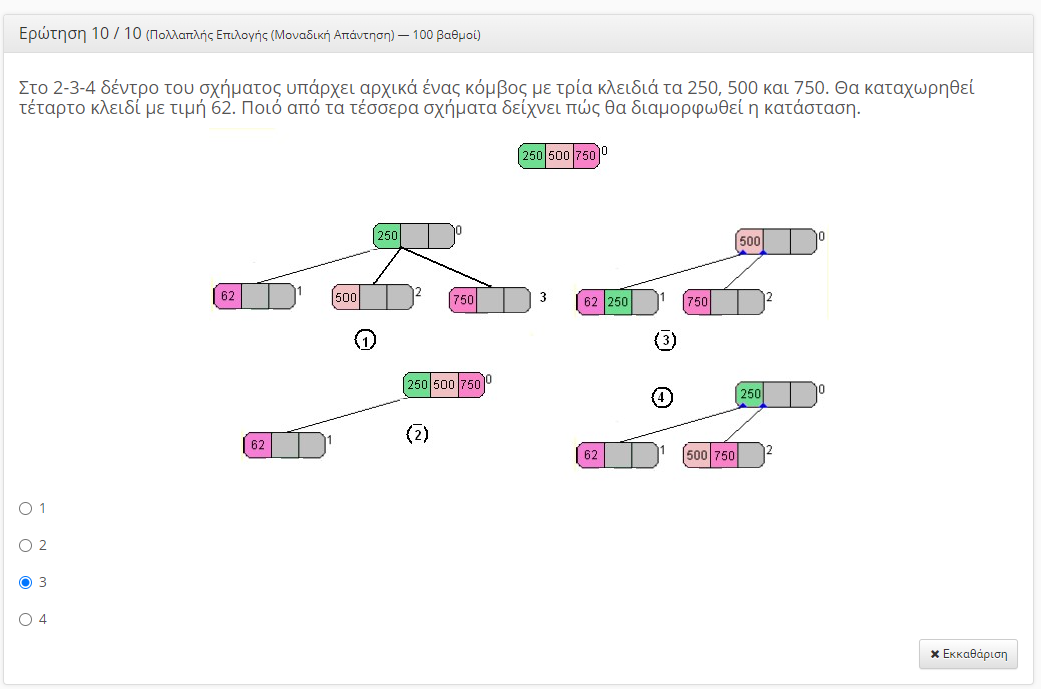 Ερώτηση 10 / 10 (Πολλαπλής Επιλογής (Μοναδική Απάντηση) — 100 βαθμοί)
Στο 2-3-4 δέντρο του σχήματος υπάρχει αρχικά ένας κόμβος με τρία κλειδιά τα 250, 500 και 750. Θα καταχωρηθεί
τέταρτο κλειδί με τιμή 62. Ποιό από τα τέσσερα σχήματα δείχνει πώς θα διαμορφωθεί η κατάσταση.
250 500 750 0
250 0
62 1 500 2 750 3
1
500 0
62 250 1 750 2
3
250 500 750 0
62 1
2
4
250 0
62 1 500 750 2
1
2
3
4
✖ Εκκαθάριση